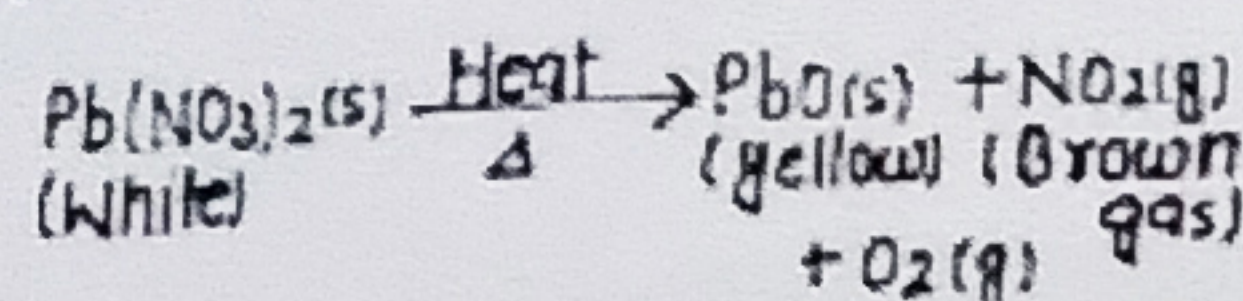 Pb(NO3)2(s) Heat → PbO(s) + NO2(g)
(White) Δ (yellow) (Brown gas)
+ O2(g)